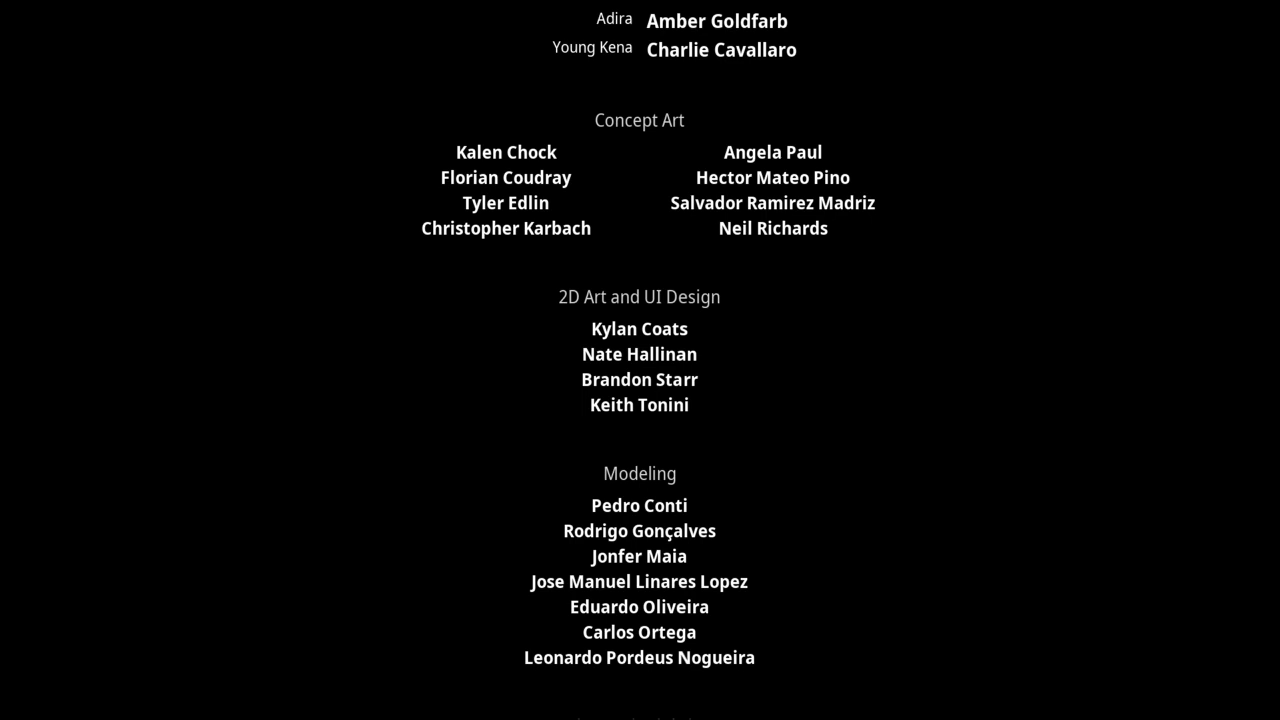 Adira Amber Goldfarb
Young Kena Charlie Cavallaro
Concept Art
Kalen Chock Angela Paul
Florian Coudray Hector Mateo Pino
Tyler Edlin Salvador Ramirez Madriz
Christopher Karbach Neil Richards
2D Art and UI Design
Kylan Coats
Nate Hallinan
Brandon Starr
Keith Tonini
Modeling
Pedro Conti
Rodrigo Gonçalves
Jonfer Maia
Jose Manuel Linares Lopez
Eduardo Oliveira
Carlos Ortega
Leonardo Pordeus Nogueira